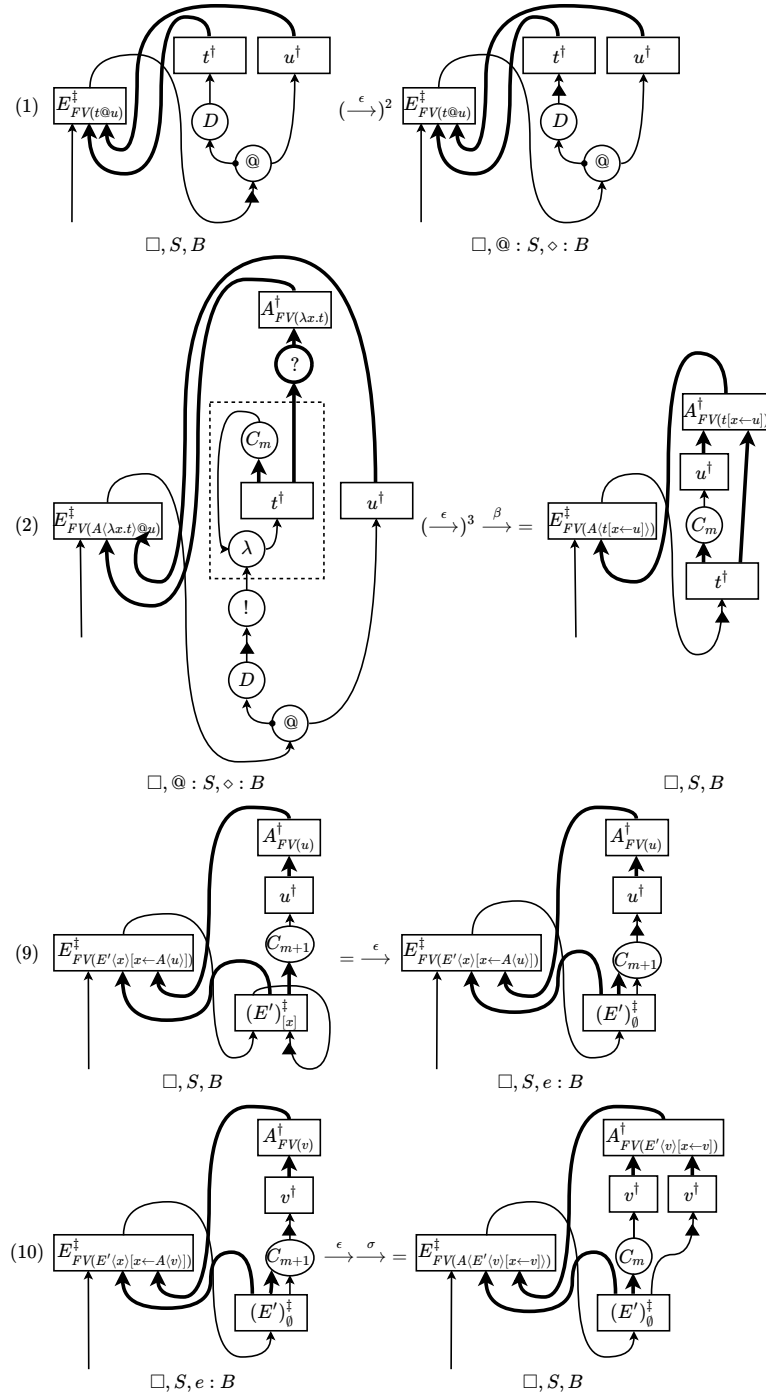 t†
u†
t†
u†
(1)
E‡FV(t@u)
D
@
(→ϵ)²
E‡FV(t@u)
D
@
□, S, B
□, @ : S, ⋄ : B
A†FV(λx.t)
?
Cm
t†
u†
(2)
E‡FV(A⟨λx.t⟩@u)
λ
!
D
@
(→ϵ)³ →β =
E‡FV(A⟨t[x←u]⟩)
A†FV(t[x←u])
u†
Cm
t†
□, @ : S, ⋄ : B
□, S, B
A†FV(u)
u†
(9)
E‡FV(E′⟨x⟩[x←A⟨u⟩])
Cm+1
(E′)‡[x]
= →ϵ
A†FV(u)
u†
E‡FV(E′⟨x⟩[x←A⟨u⟩])
Cm+1
(E′)‡∅
□, S, B
□, S, e : B
A†FV(v)
v†
(10)
E‡FV(E′⟨x⟩[x←A⟨v⟩])
Cm+1
(E′)‡∅
→ϵ →σ =
A†FV(E′⟨v⟩[x←v])
v†
v†
E‡FV(A⟨E′⟨v⟩[x←v]⟩)
Cm
(E′)‡∅
□, S, e : B
□, S, B